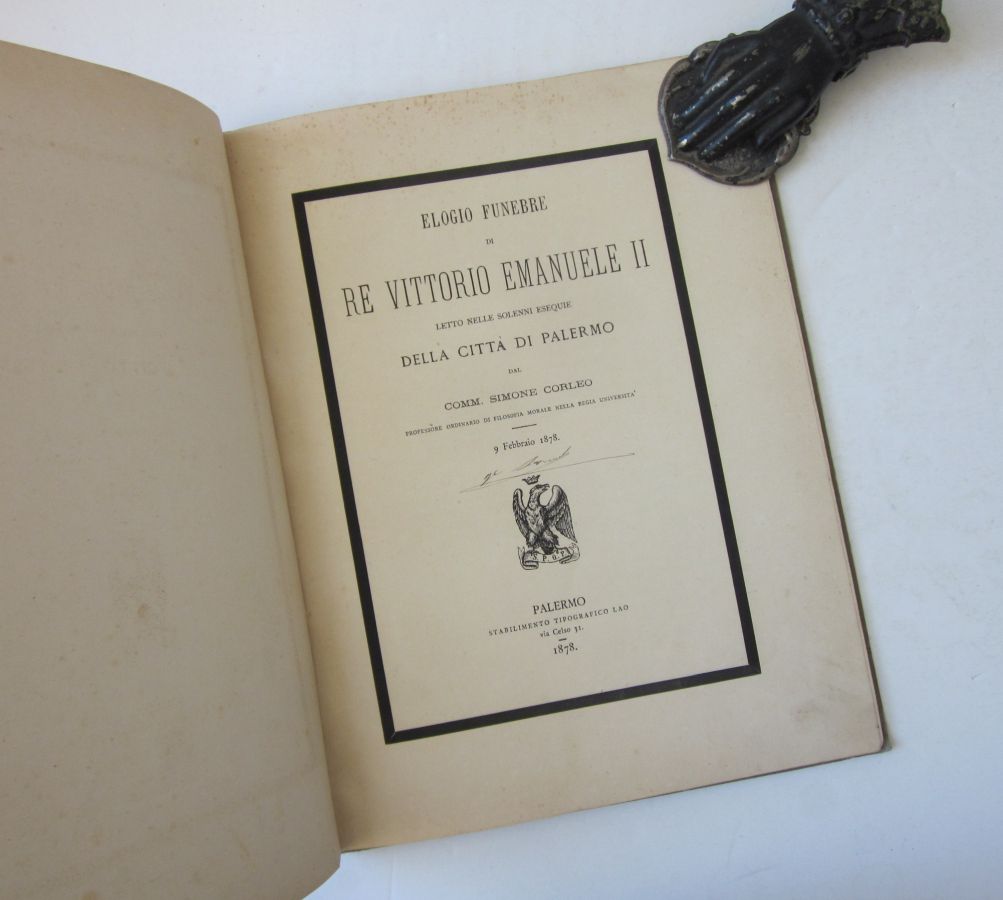 ELOGIO FUNEBRE
DI
RE VITTORIO EMANUELE II
LETTO NELLE SOLENNI ESEQUIE
DELLA CITTÀ DI PALERMO
DAL
COMM. SIMONE CORLEO
PROFESSORE ORDINARIO DI FILOSOFIA MORALE NELLA REGIA UNIVERSITA'
9 Febbraio 1878.
S. P. Q. P.
PALERMO
STABILIMENTO TIPOGRAFICO LAO
via Celso 31.
1878.